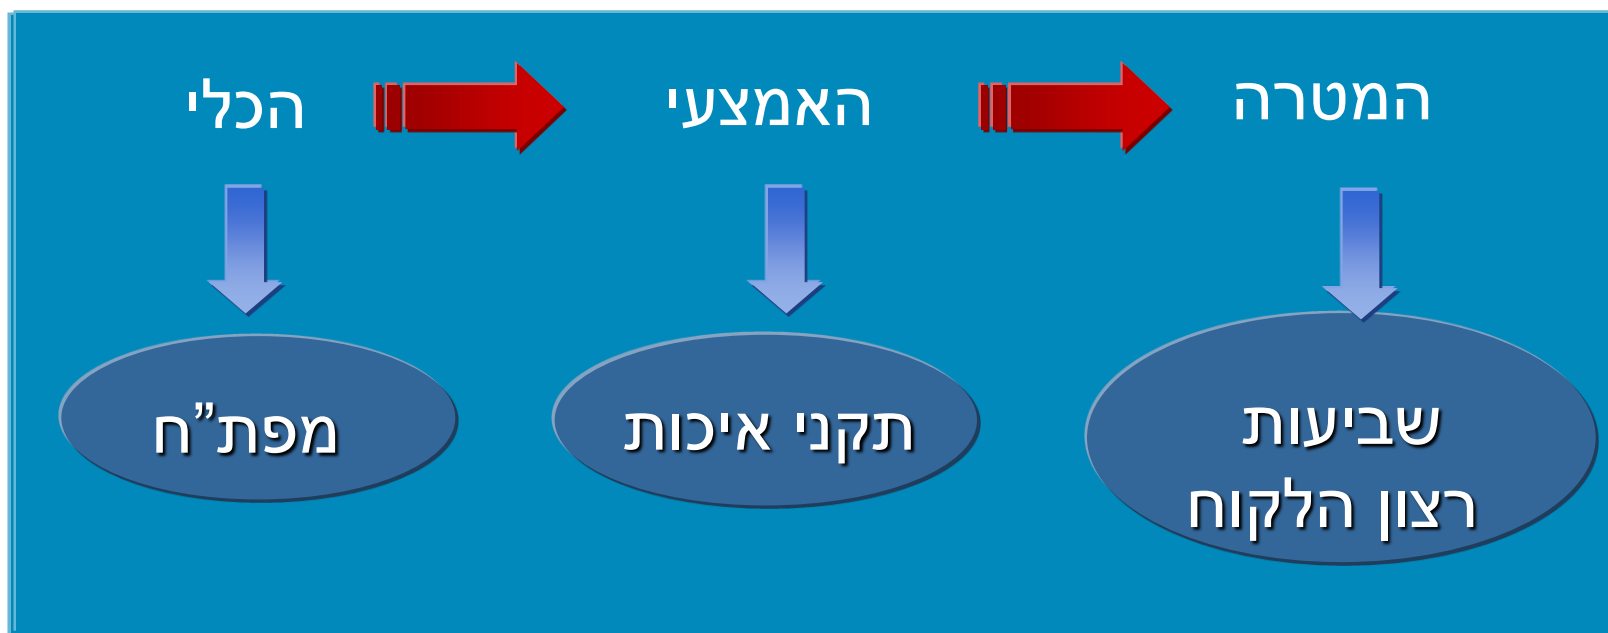 המטרה
האמצעי
הכלי
שביעות
רצון הלקוח
תקני איכות
מפת”ח